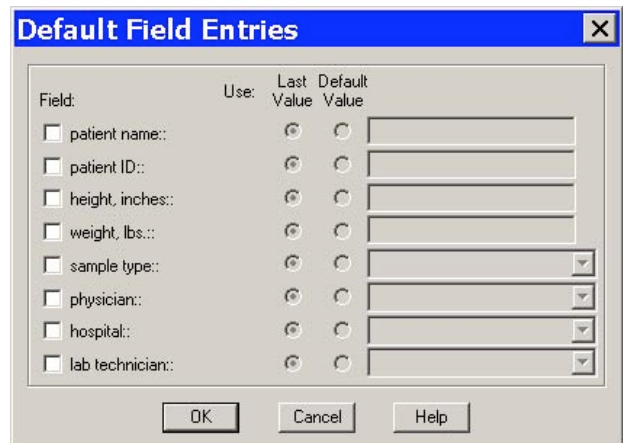 Default Field Entries
Field: Use: Last Value Default Value
patient name::
patient ID::
height, inches::
weight, lbs.::
sample type::
physician::
hospital::
lab technician::
OK Cancel Help